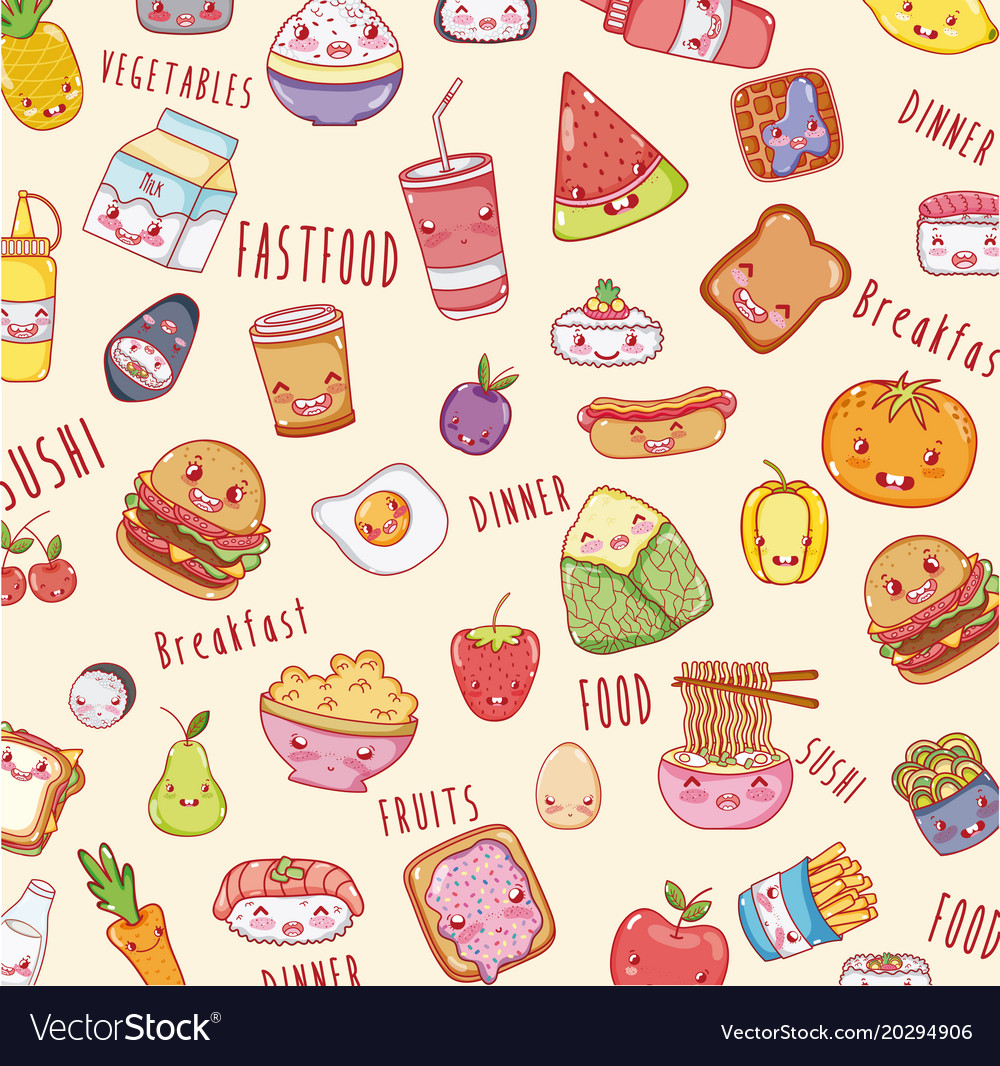 VEGETABLES
DINNER
MILK
FASTFOOD
Breakfas
SUSHI
DINNER
Breakfast
FOOD
SUSHI
FRUITS
FOOD
DINNER
VectorStock®
VectorStock.com/20294906